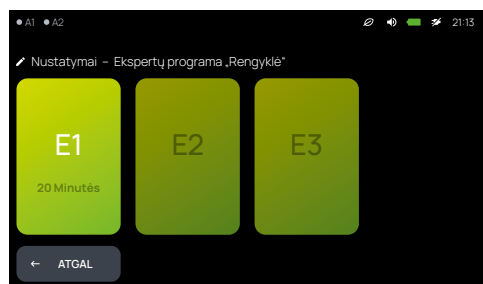 A1 A2 21:13
Nustatymai – Ekspertų programa „Rengyklė“
E1 E2 E3
20 Minutės
← ATGAL